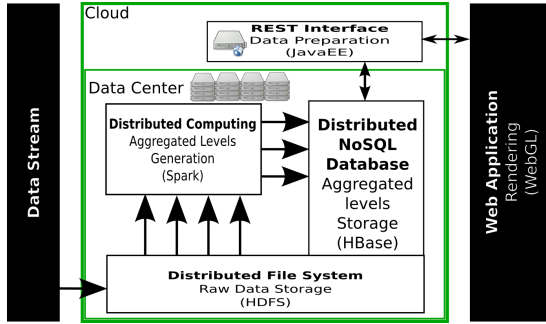 Cloud
REST Interface
Data Preparation
(JavaEE)
Data Center
Distributed Computing
Aggregated Levels
Generation
(Spark)
Distributed
NoSQL
Database
Aggregated
levels
Storage
(HBase)
Distributed File System
Raw Data Storage
(HDFS)
Data Stream
Web Application
Rendering
(WebGL)